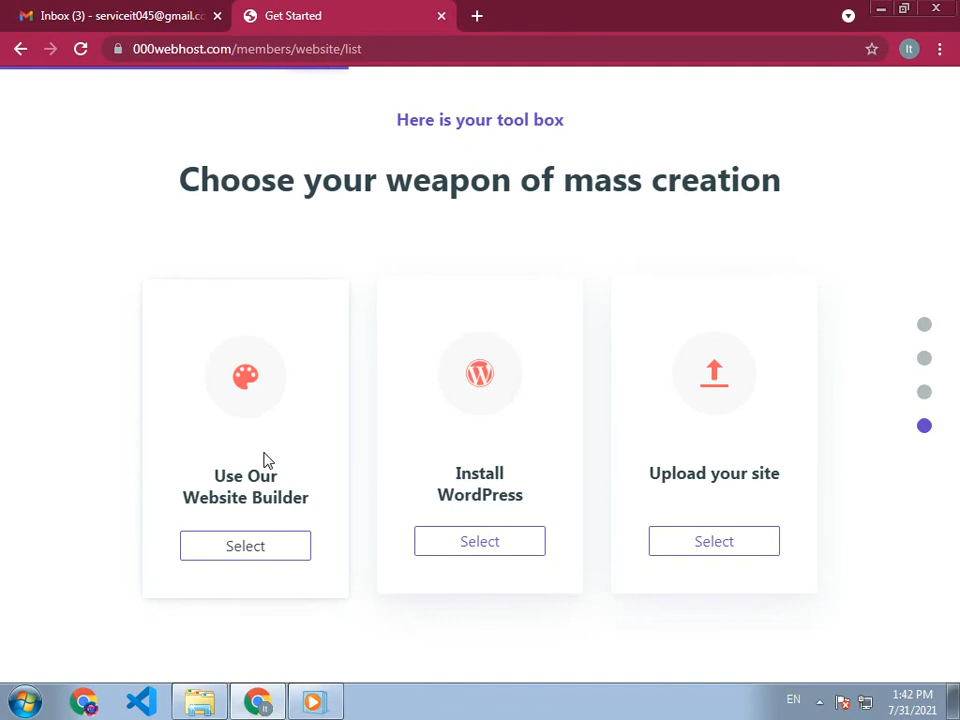 Inbox (3) - serviceit045@gmail.cc
Get Started
000webhost.com/members/website/list
It
Here is your tool box
Choose your weapon of mass creation
Use Our
Website Builder
Select
Install
WordPress
Select
Upload your site
Select
EN
1:42 PM
7/31/2021